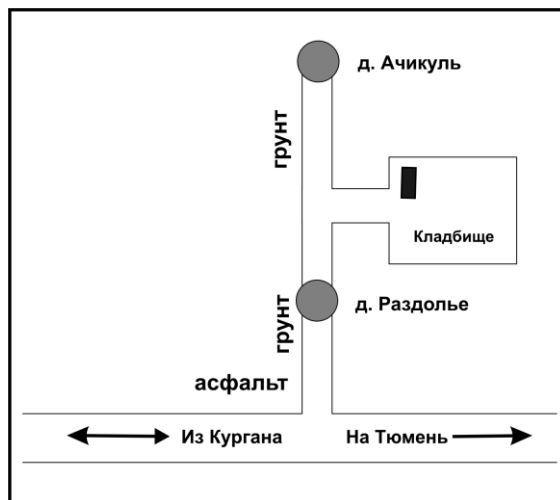 д. Ачикуль
грунт
Кладбище
д. Раздолье
грунт
асфальт
Из Кургана На Тюмень